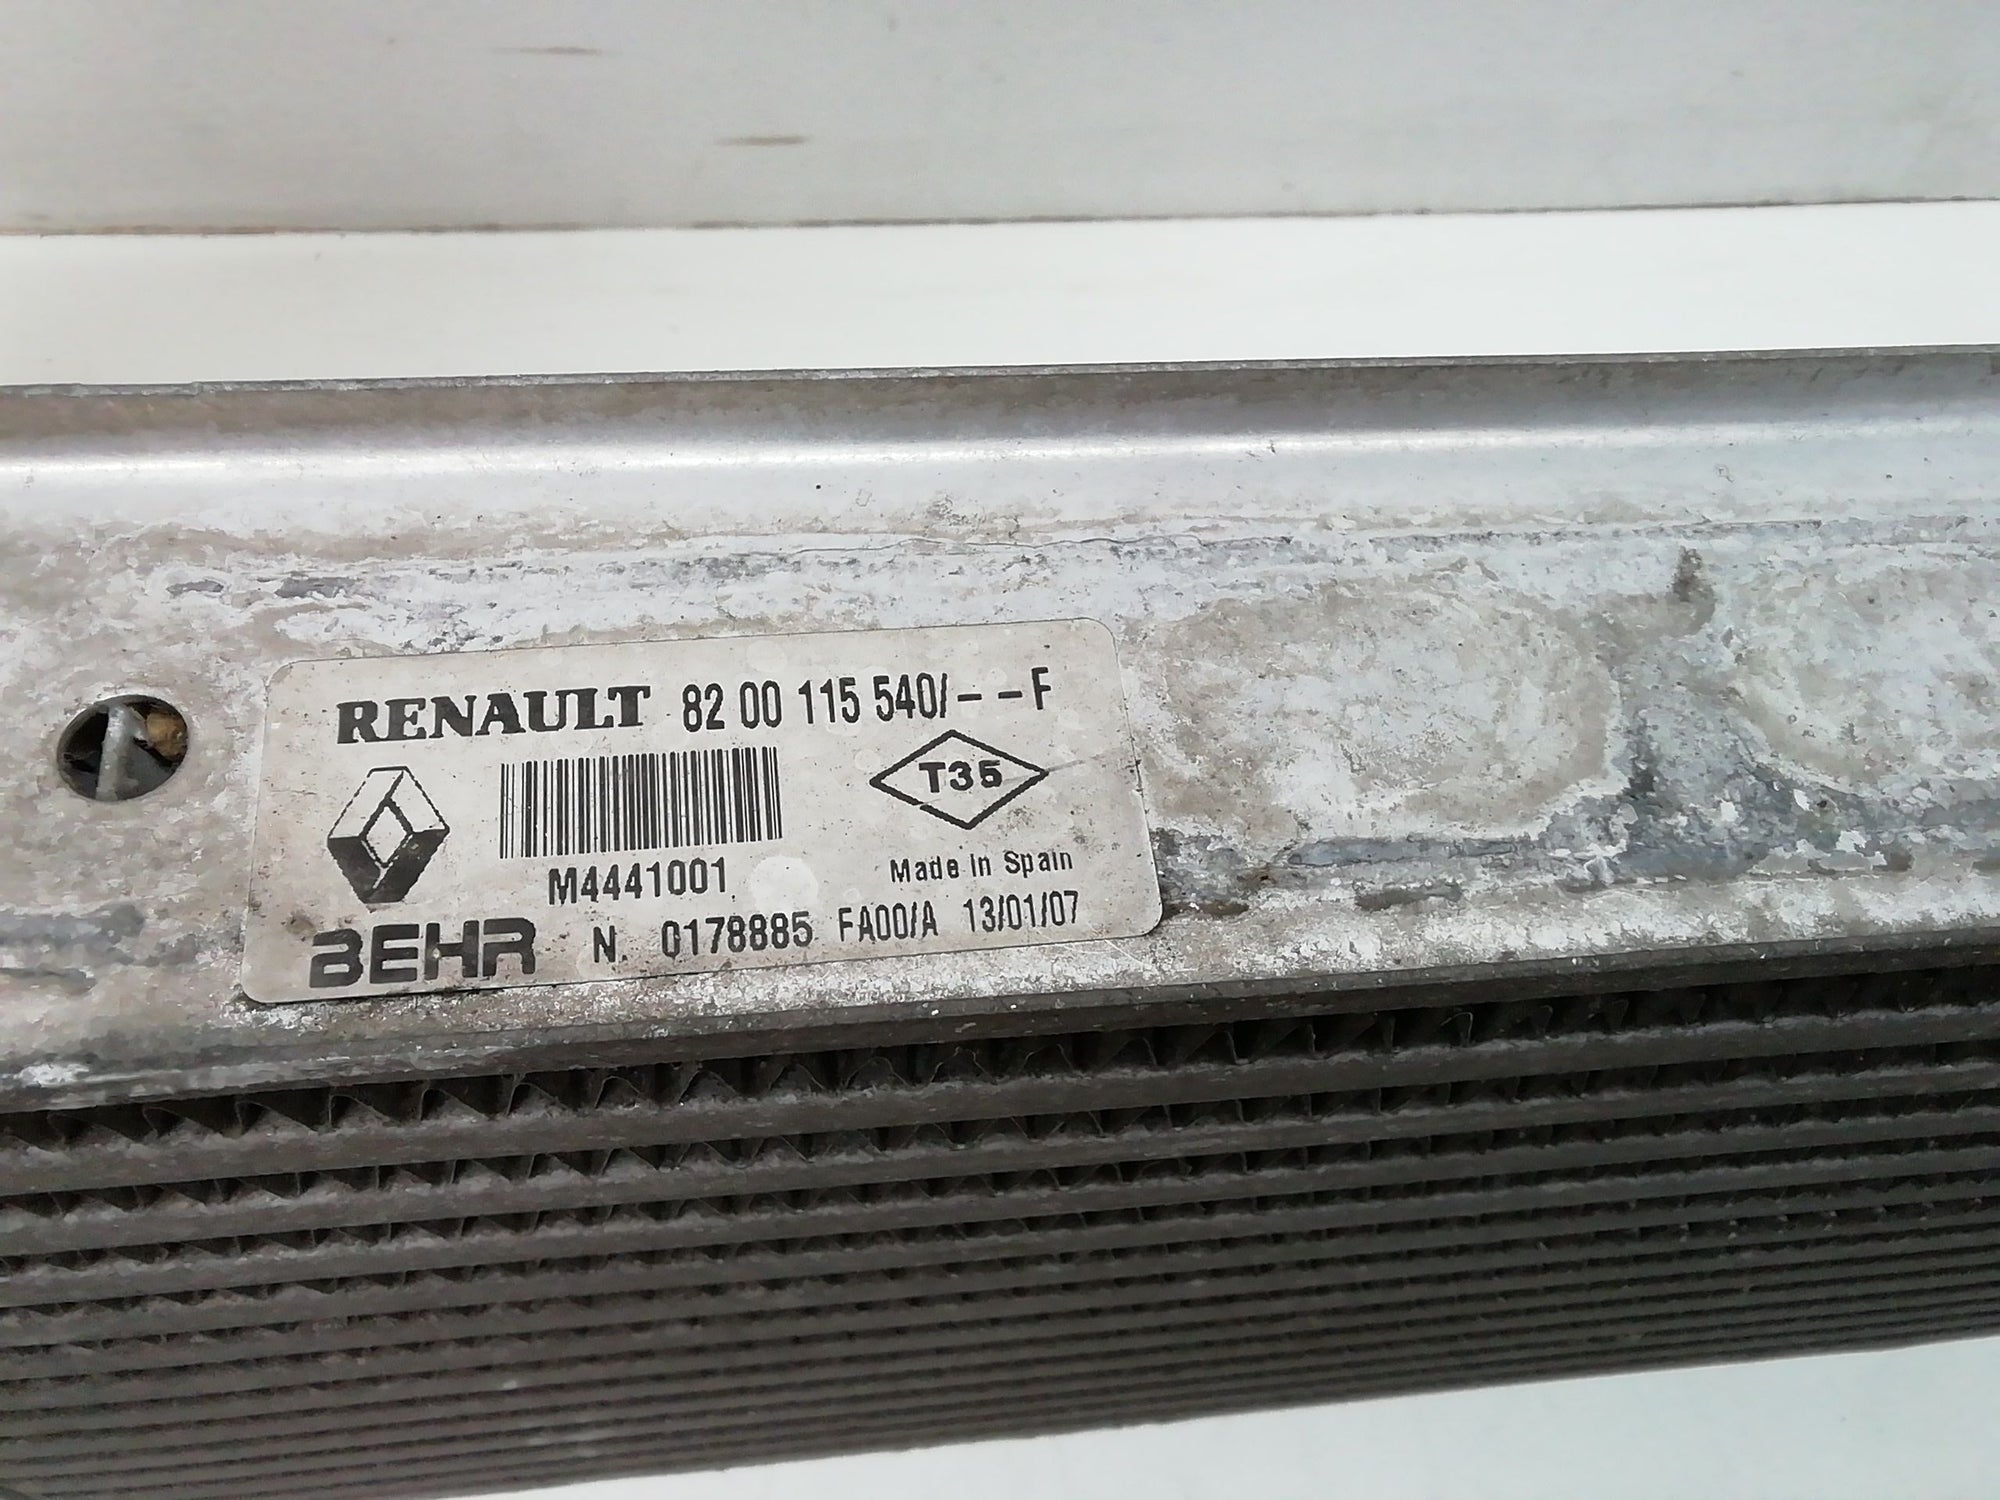 RENAULT 82 00 115 540/--F
T35
M4441001
Made In Spain
BEHR N. 0178885 FA00/A 13/01/07